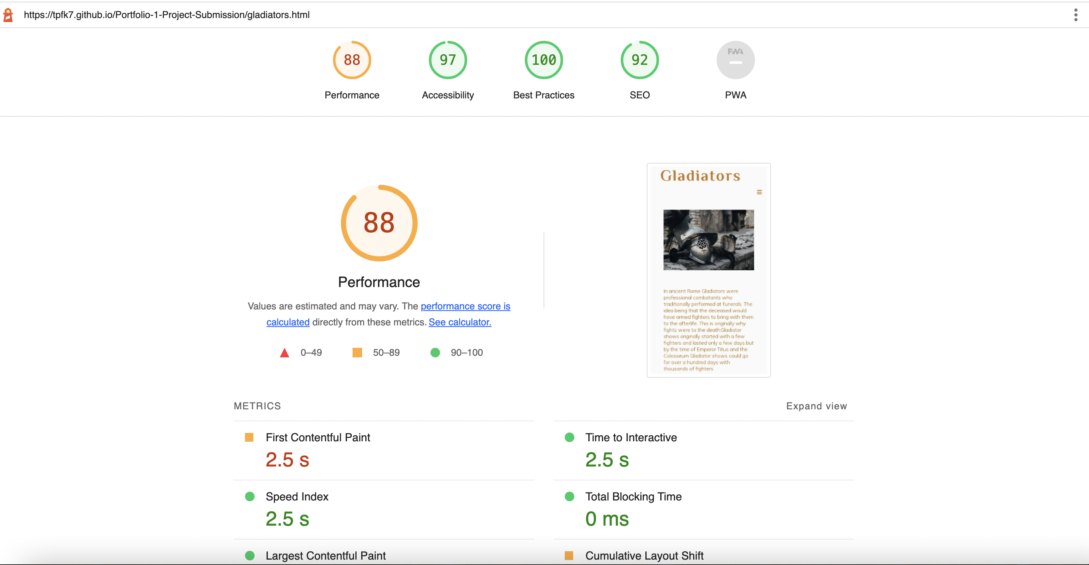 https://tpfk7.github.io/Portfolio-1-Project-Submission/gladiators.html
88
97
100
92
PWA
Performance
Accessibility
Best Practices
SEO
PWA
88
Performance
Values are estimated and may vary. The performance score is
calculated directly from these metrics. See calculator.
0–49
50–89
90–100
Gladiators
In ancient Rome Gladiators were
professional combatants who
traditionally performed at funerals. The
idea being that the deceased would
have armed fighters to bring with them
to the afterlife. This is originally why
fights were to the death.Gladiator
shows originally started with a few
fighters and lasted only a few days but
by the time of Emperor Titus and the
Colosseum Gladiator shows could go
for over a hundred days with
thousands of fighters
METRICS
Expand view
First Contentful Paint
2.5 s
Time to Interactive
2.5 s
Speed Index
2.5 s
Total Blocking Time
0 ms
Largest Contentful Paint
Cumulative Layout Shift